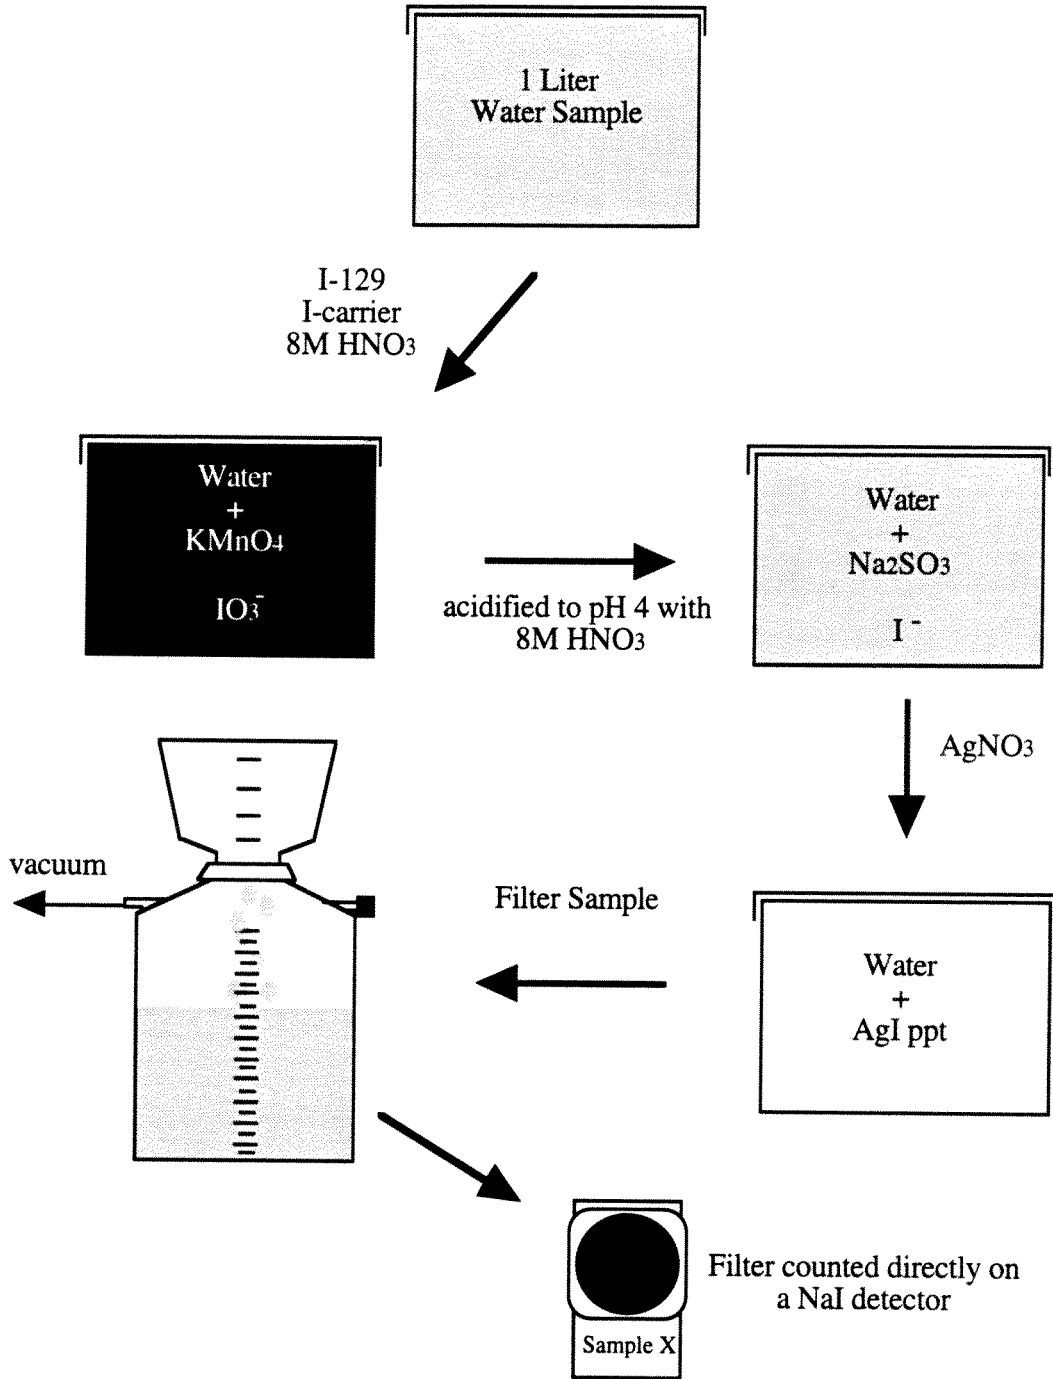 1 Liter
Water Sample
I-129
I-carrier
8M HNO3
Water
+
KMnO4
IO3-
acidified to pH 4 with
8M HNO3
Water
+
Na2SO3
I -
AgNO3
vacuum
Filter Sample
Water
+
AgI ppt
Filter counted directly on
a NaI detector
Sample X